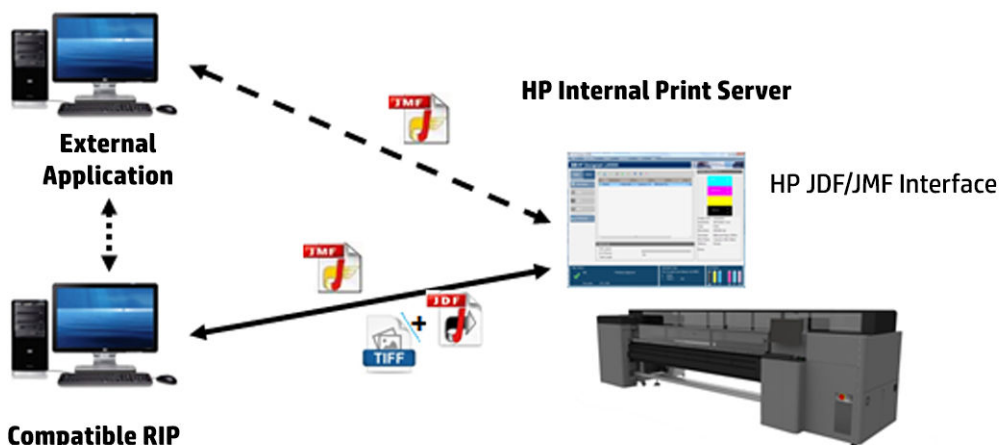 JMF
HP Internal Print Server
External
Application
HP JDF/JMF Interface
JMF
JDF
+
TIFF
Compatible RIP